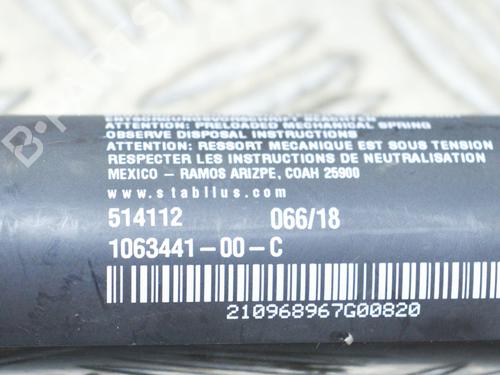 ATTENTION: PRELOADED MECHANICAL SPRING
OBSERVE DISPOSAL INSTRUCTIONS
ATTENTION: RESSORT MECANIQUE EST SOUS TENSION
RESPECTER LES INSTRUCTIONS DE NEUTRALISATION
MEXICO – RAMOS ARIZPE, COAH 25900
www.stabilus.com
514112 066/18
1063441-00-C
210968967G00820